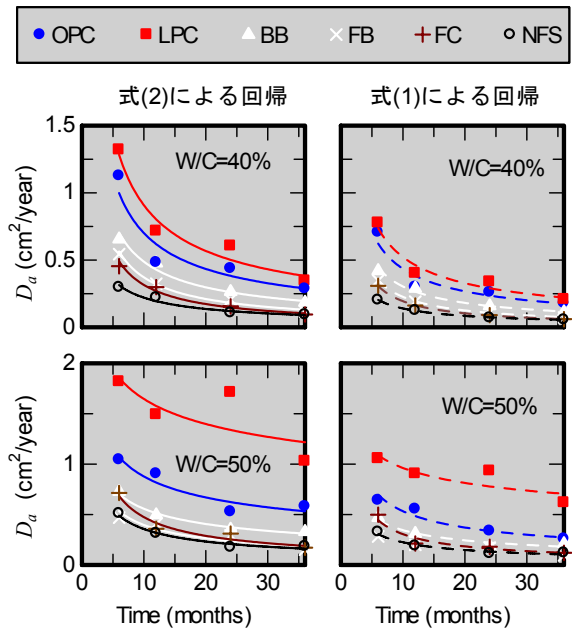 OPC LPC BB FB FC NFS
式(2)による回帰 式(1)による回帰
1.5
1
0.5
0
Da (cm²/year)
W/C=40% W/C=40%
2
1
0
Da (cm²/year)
W/C=50% W/C=50%
0 10 20 30 0 10 20 30
Time (months) Time (months)